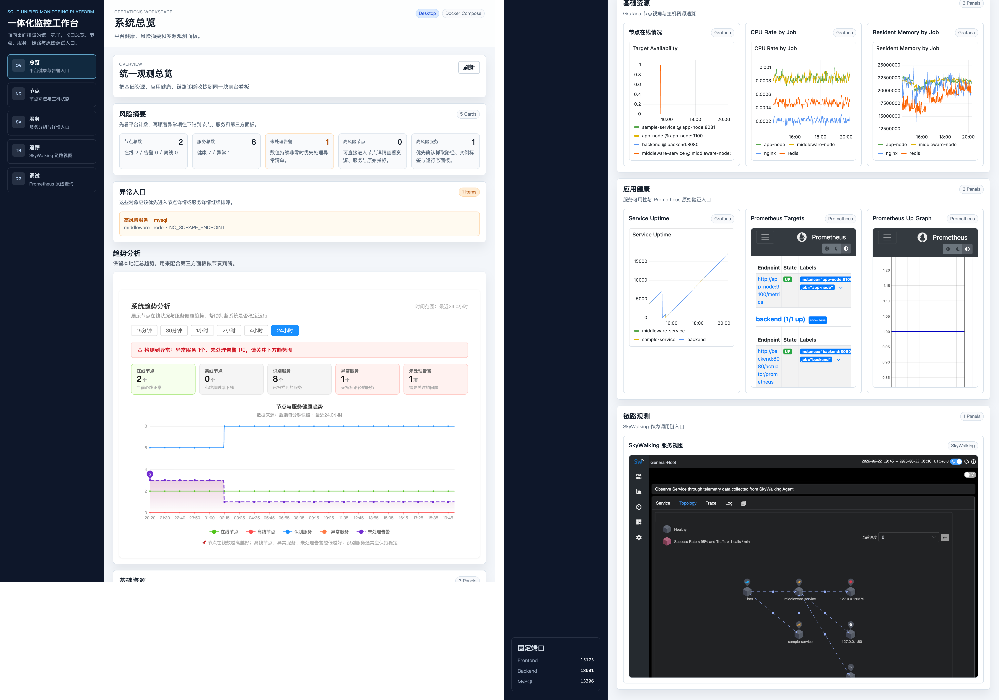 SCUT UNIFIED MONITORING PLATFORM
一体化监控工作台
面向桌面排障的统一壳子，收口总览、节
点、服务、链路与原始调试入口。
OV
总览
平台健康与告警入口
ND
节点
节点筛选与主机状态
SV
服务
服务分组与详情入口
TR
追踪
SkyWalking 链路视图
DG
调试
Prometheus 原始查询
OPERATIONS WORKSPACE
系统总览
平台健康、风险摘要和多源观测面板。
Desktop
Docker Compose
OVERVIEW
统一观测总览
把基础资源、应用健康、链路诊断收拢到同一块前台看板。
刷新
风险摘要
5 Cards
先看平台计数，再顺着异常项往下钻到节点、服务和第三方面板。
节点总数 2
在线 2 / 告警 0 / 离线 0
服务总数 8
健康 7 / 异常 1
未处理告警 1
数值持续非零时优先处理异
常清单。
高风险节点 0
可直接进入节点详情查看资
源、服务与原始指标。
高风险服务 1
优先确认抓取路径、实例标
签与运行态面板。
异常入口
1 Items
这些对象应该优先进入节点详情或服务详情继续排障。
高风险服务 · mysql
middleware-node · NO_SCRAPE_ENDPOINT
趋势分析
保留本地汇总趋势，用来配合第三方面板做节奏判断。
系统趋势分析
时间范围：最近24.0小时
展示节点在线状况与服务健康趋势，帮助判断系统是否稳定运行
15分钟 30分钟 1小时 2小时 4小时 24小时
⚠ 检测到异常：异常服务 1个、未处理告警 1项，请关注下方趋势图
在线节点
2个
当前心跳正常
离线节点
0个
心跳超时或下线
识别服务
8个
已扫描到的服务
异常服务
1个
无指标路径的服务
未处理告警
1项
需要关注的问题
节点与服务健康趋势
数据来源：后端每分钟快照 · 最近24.0小时
8
6
4
3
2
0
20:20 21:30 22:40 23:50 01:00 02:15 03:25 04:35 05:45 06:55 08:05 09:15 10:25 11:35 12:45 13:55 15:05 16:15 17:25 18:35 19:45
在线节点 离线节点 识别服务 异常服务 未处理告警
📌 节点在线数越高越好；离线节点、异常服务、未处理告警越低越好；识别服务通常应保持稳定
基础资源
3 Panels
固定端口
Frontend 15173
Backend 18081
MySQL 13306
基础资源
3 Panels
Grafana 节点视角与主机资源速览
节点在线情况
Grafana
Target Availability
1
0.8
0.6
0.4
0.2
0
16:00 18:00 20:00
sample-service @ app-node:8081
app-node @ app-node:9100
backend @ backend:8080
middleware-service @ middleware-node:
CPU Rate by Job
Grafana
CPU Rate by Job
0.001
0.0008
0.0006
0.0004
0.0002
16:00 18:00 20:00
app-node middleware-node
nginx redis
Resident Memory by Job
Grafana
Resident Memory by Job
25000000
22500000
20000000
17500000
15000000
12500000
16:00 18:00 20:00
app-node middleware-node
nginx redis
应用健康
3 Panels
服务可用性与 Prometheus 原始验证入口
Service Uptime
Grafana
Service Uptime
15000
10000
5000
0
16:00 18:00 20:00
middleware-service
sample-service backend
Prometheus Targets
Prometheus
Prometheus
Endpoint State Labels
http://ap
p-node:9
100/metri
cs
UP
instance="app-node:9100
job="app-node"
backend (1/1 up) show less
Endpoint State Labels
http://ba
ckend:80
80/actua
tor/prom
etheus
UP
instance="backend:8080
job="backend"
Prometheus Up Graph
Prometheus
Prometheus
1.20
1.15
1.10
1.05
1.00
0.95
0.90
0.85
链路观测
1 Panels
SkyWalking 作为调用链入口
SkyWalking 服务视图
SkyWalking
Sw
General-Root
2026-06-22 19:46 ~ 2026-06-22 20:16 UTC+0:0
V
Observe Service through telemetry data collected from SkyWalking Agent.
Service Topology Trace Log
Healthy
Success Rate < 95% and Traffic > 1 calls / min
当前深度 2
User
middleware-service
127.0.0.1:6379
sample-service
127.0.0.1:80